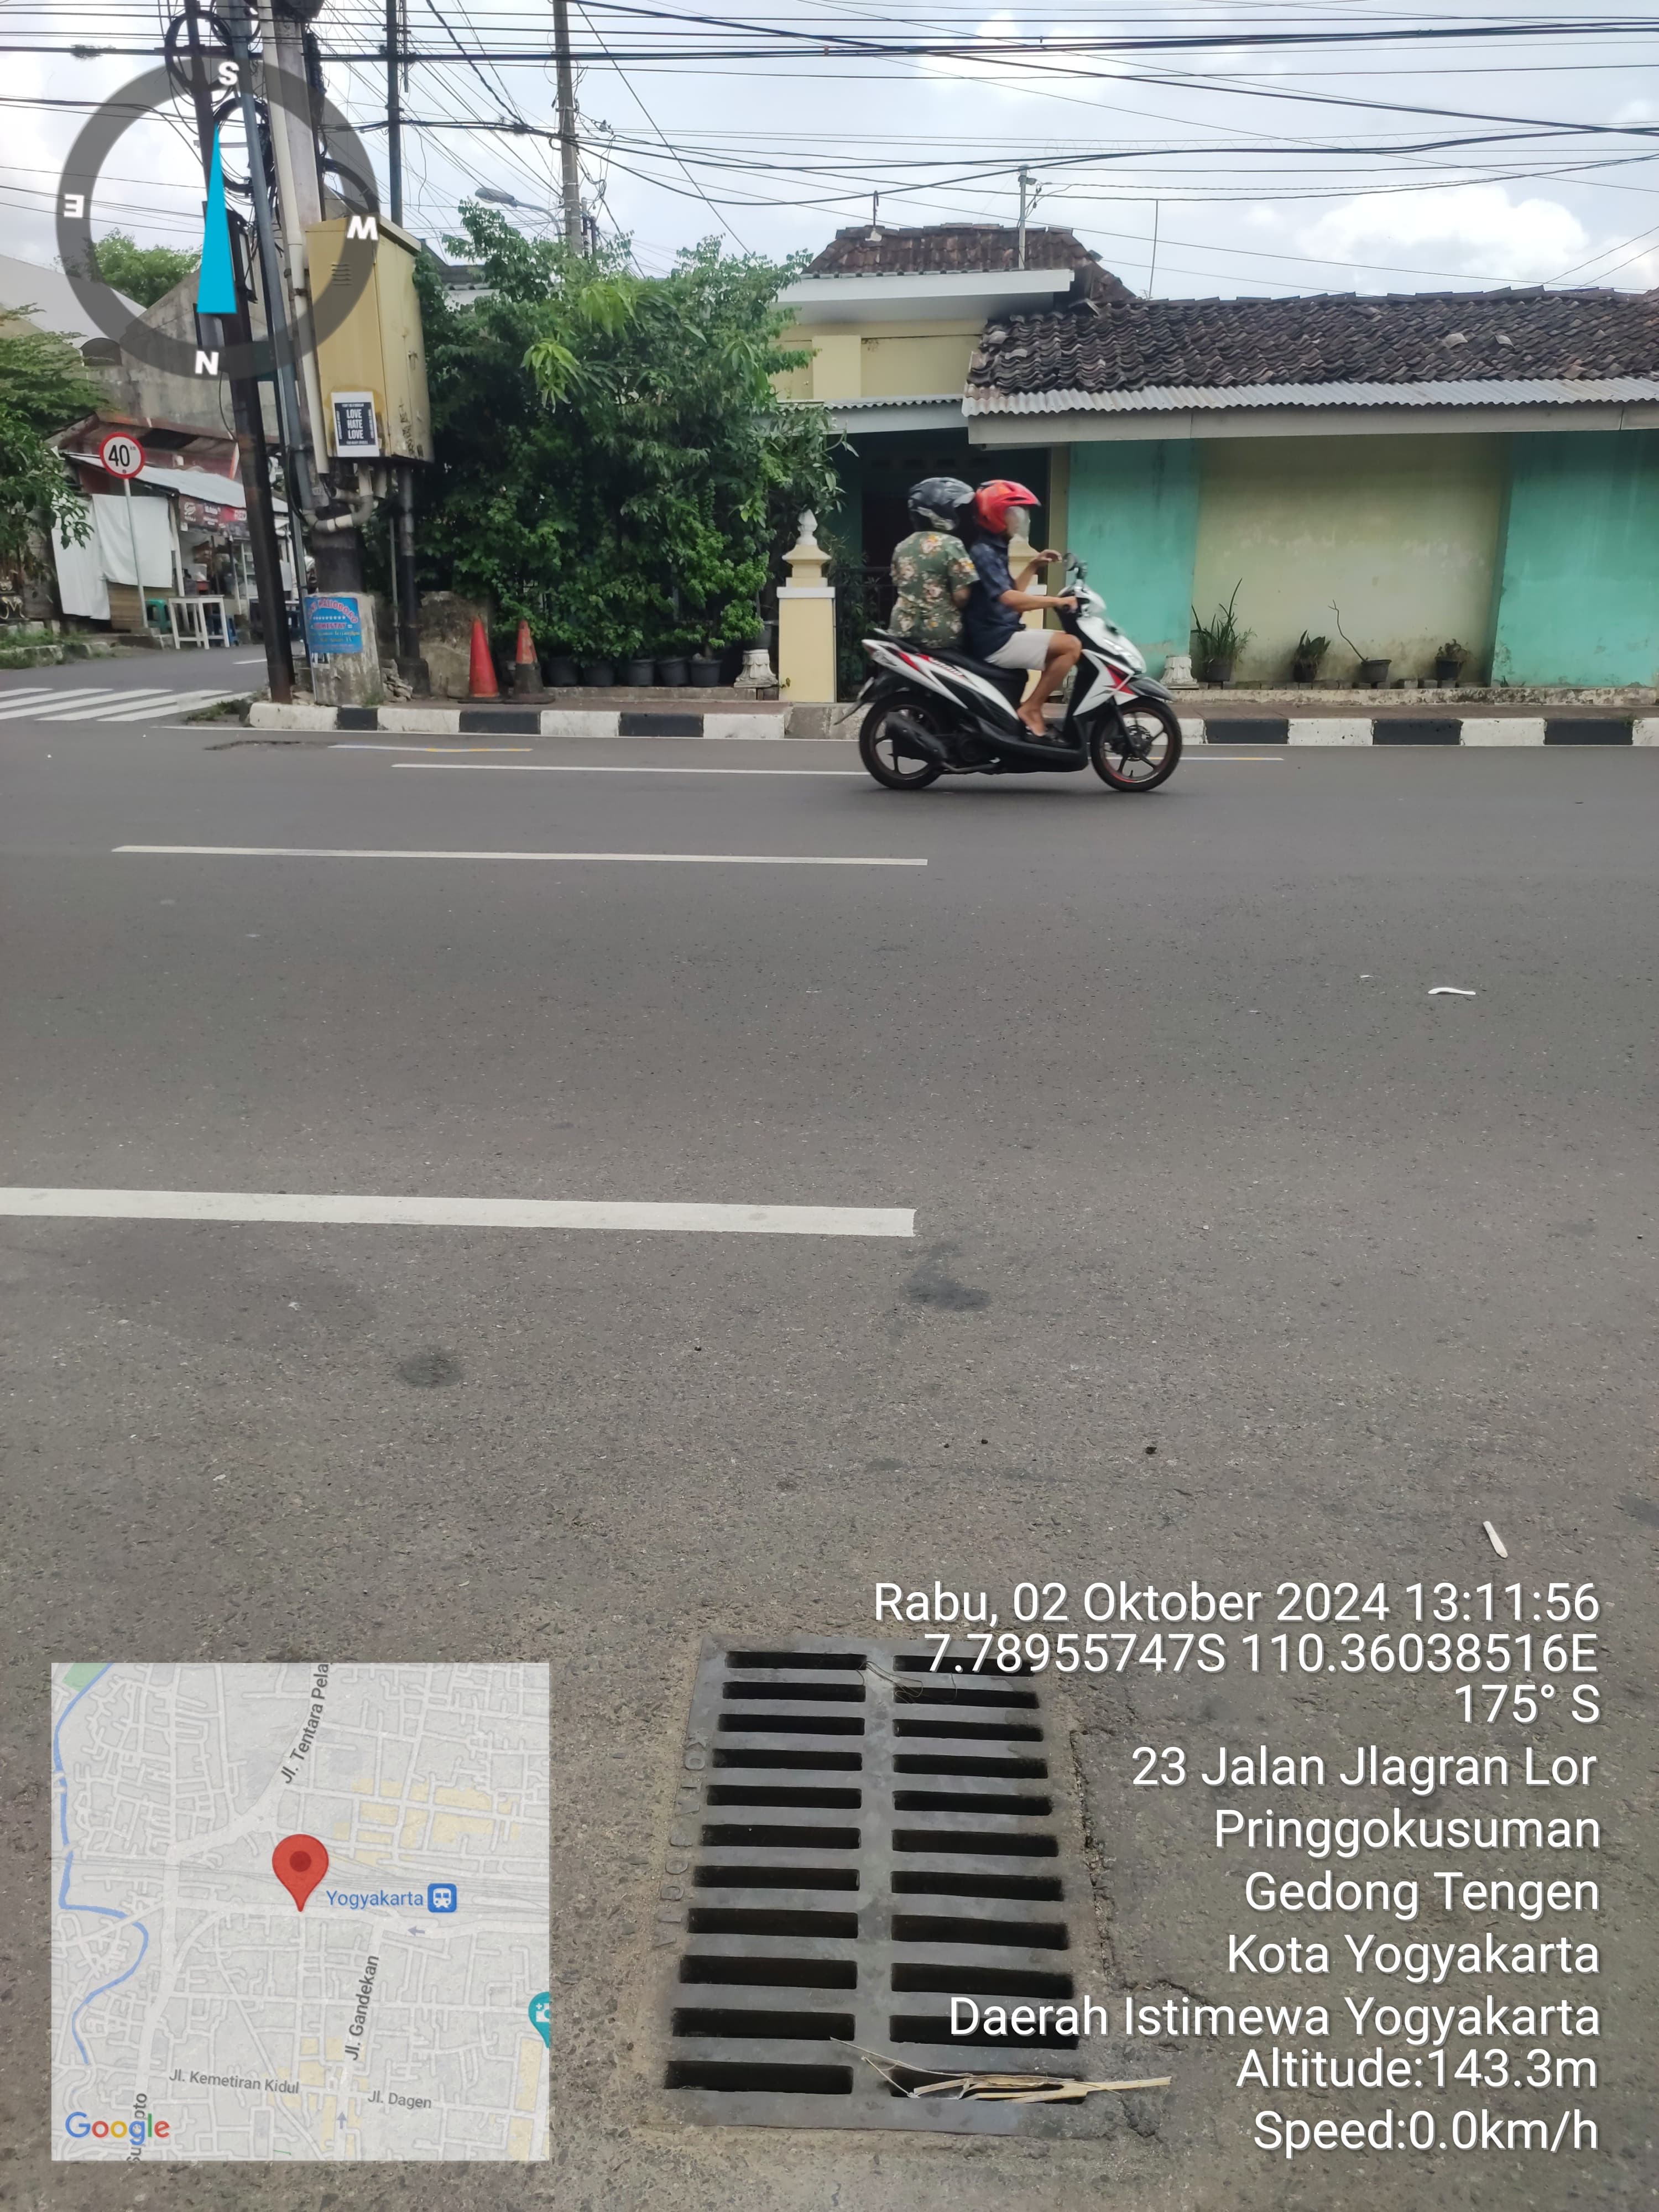 S
E
W
N
40
LOVE
HATE
LOVE
Rabu, 02 Oktober 2024 13:11:56
7.78955747S 110.36038516E
175° S
23 Jalan Jlagran Lor
Pringgokusuman
Gedong Tengen
Kota Yogyakarta
Daerah Istimewa Yogyakarta
Altitude:143.3m
Speed:0.0km/h
Jl. Tentara Pela
Yogyakarta
Jl. Gandekan
Jl. Kemetiran Kidul
Jl. Dagen
Google